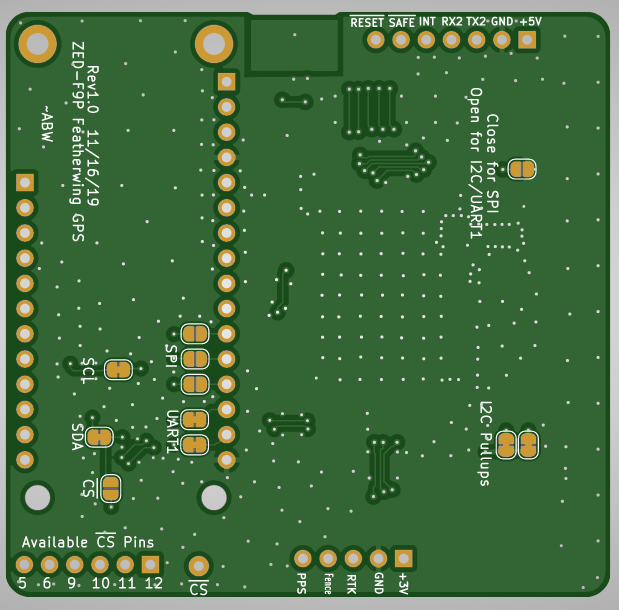 RESET SAFE INT RX2 TX2 GND +5V
Rev1.0 11/16/19
ZED-F9P Featherwing GPS
~ABW
Close for SPI
Open for I2C/UART1
SPI
SCL
UART1
SDA
CS
I2C Pullups
Available CS Pins
5 6 9 10 11 12
CS
PPS
Fence
RTK
GND
+3V